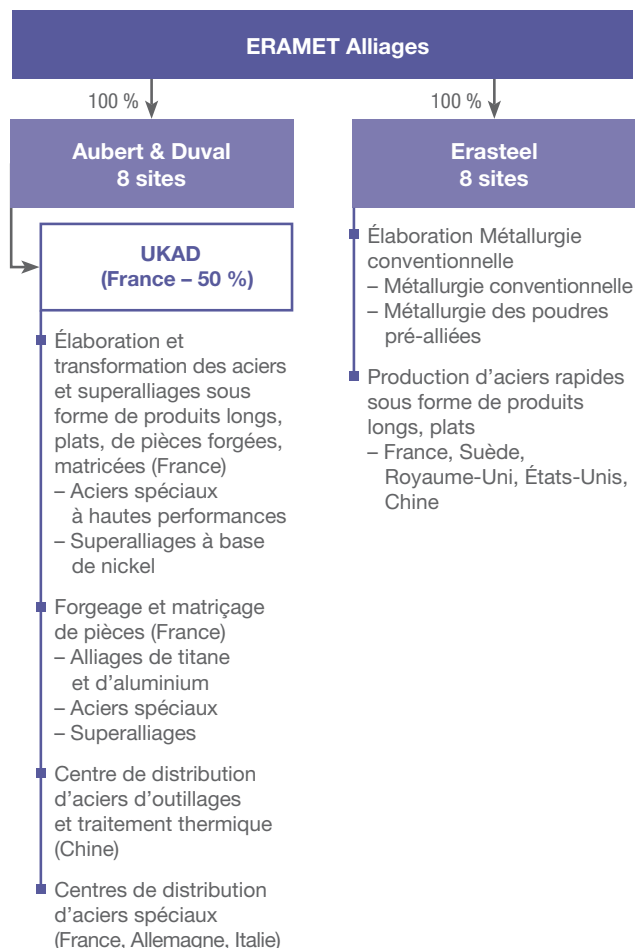 ERAMET Alliages
100 %
100 %
Aubert & Duval
8 sites
UKAD
(France – 50 %)
Élaboration et
transformation des aciers
et superalliages sous
forme de produits longs,
plats, de pièces forgées,
matricées (France)
– Aciers spéciaux
à hautes performances
– Superalliages à base
de nickel
Forgeage et matriçage
de pièces (France)
– Alliages de titane
et d'aluminium
– Aciers spéciaux
– Superalliages
Centre de distribution
d'aciers d'outillages
et traitement thermique
(Chine)
Centres de distribution
d'aciers spéciaux
(France, Allemagne, Italie)
Erasteel
8 sites
Élaboration Métallurgie
conventionnelle
– Métallurgie conventionnelle
– Métallurgie des poudres
pré-alliées
Production d'aciers rapides
sous forme de produits
longs, plats
– France, Suède,
Royaume-Uni, États-Unis,
Chine